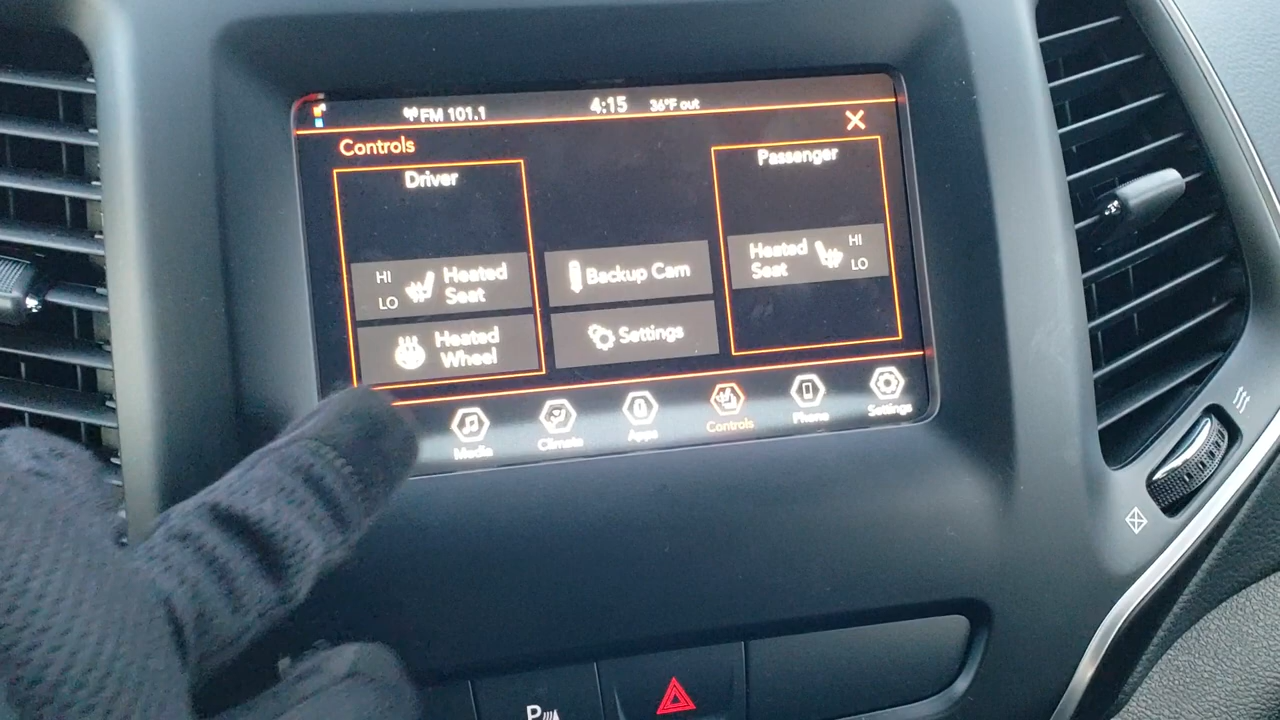 FM 101.1
4:15
36°F out
Controls
Driver
Passenger
HI
LO
Heated
Seat
Backup Cam
Heated
Seat
HI
LO
Heated
Wheel
Settings
Media
Climate
Apps
Controls
Phone
Settings
P